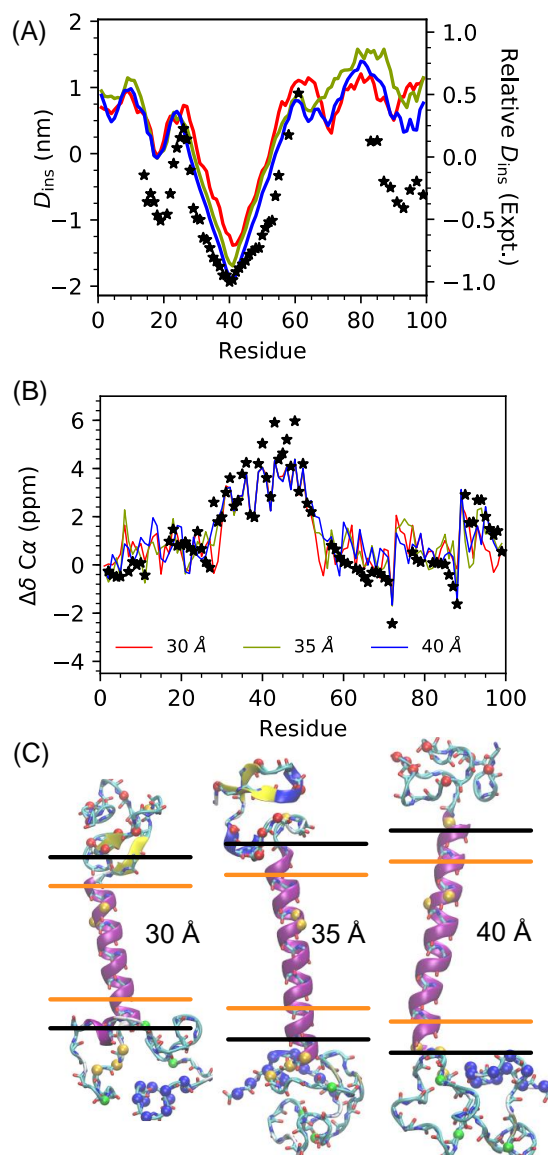 (A)
2
1
0
−1
−2
D_ins (nm)
1.0
0.5
0.0
−0.5
−1.0
Relative D_ins (Expt.)
0 20 40 60 80 100
Residue
(B)
6
4
2
0
−2
−4
Δδ Cα (ppm)
30 Å 35 Å 40 Å
0 20 40 60 80 100
Residue
(C)
30 Å 35 Å 40 Å